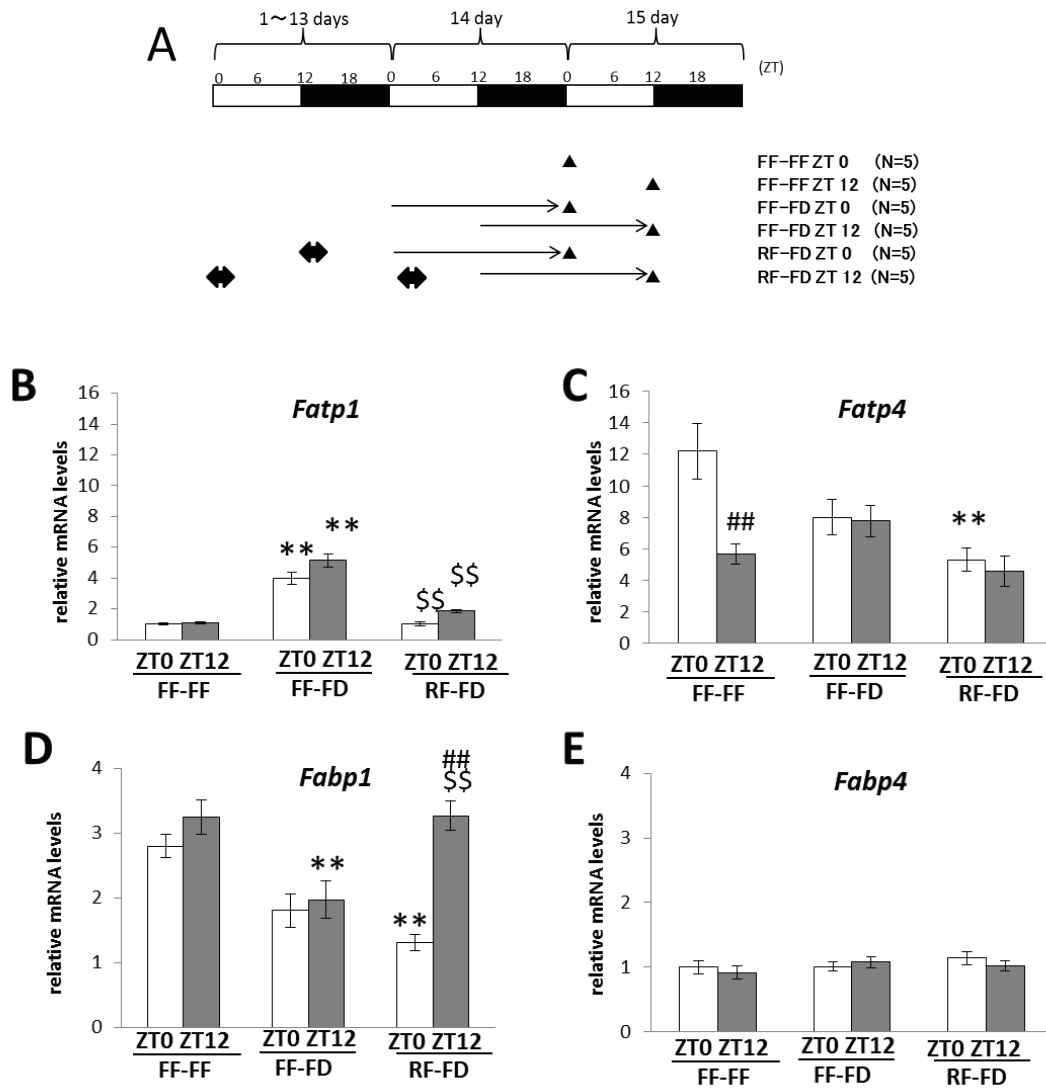 A
1～13 days 14 day 15 day
0 6 12 18 0 6 12 18 0 6 12 18 (ZT)
FF-FF ZT 0 (N=5)
FF-FF ZT 12 (N=5)
FF-FD ZT 0 (N=5)
FF-FD ZT 12 (N=5)
RF-FD ZT 0 (N=5)
RF-FD ZT 12 (N=5)
B
Fatp1
relative mRNA levels
16
14
12
10
8
6
4
2
0
** **
$$ $$
ZT0 ZT12 ZT0 ZT12 ZT0 ZT12
FF-FF FF-FD RF-FD
C
Fatp4
relative mRNA levels
16
14
12
10
8
6
4
2
0
## **
ZT0 ZT12 ZT0 ZT12 ZT0 ZT12
FF-FF FF-FD RF-FD
D
Fabp1
relative mRNA levels
4
3
2
1
0
** **
##
$$
ZT0 ZT12 ZT0 ZT12 ZT0 ZT12
FF-FF FF-FD RF-FD
E
Fabp4
relative mRNA levels
4
3
2
1
0
ZT0 ZT12 ZT0 ZT12 ZT0 ZT12
FF-FF FF-FD RF-FD